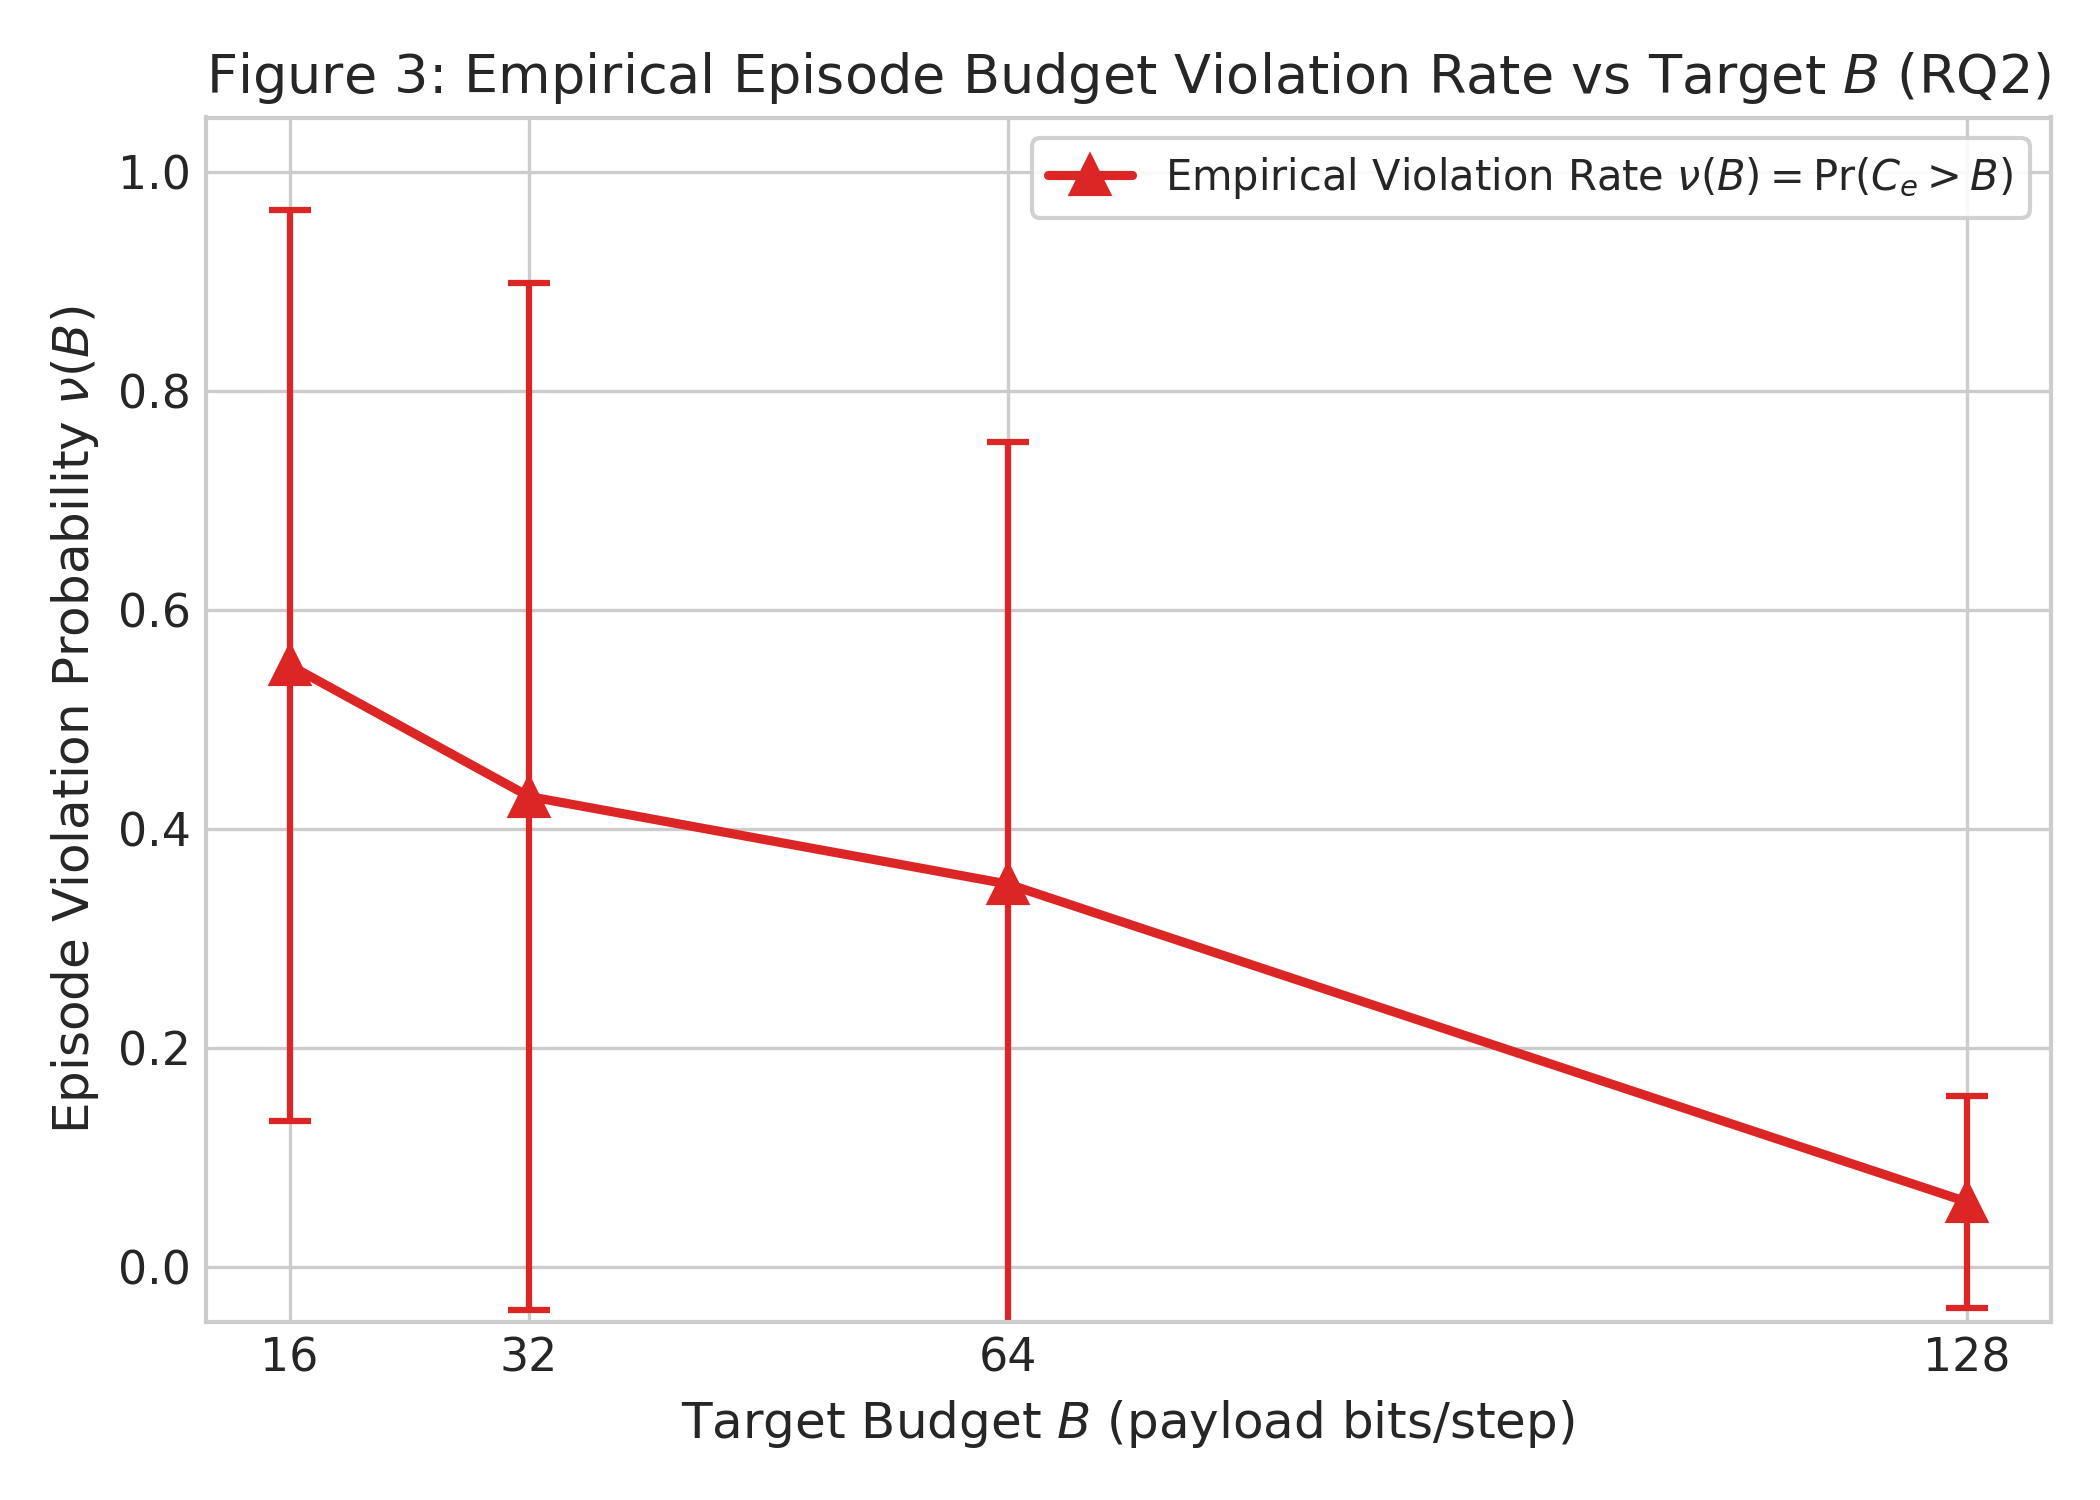 Figure 3: Empirical Episode Budget Violation Rate vs Target B (RQ2)
Empirical Violation Rate ν(B) = Pr(Cₑ > B)
Episode Violation Probability ν(B)
1.0
0.8
0.6
0.4
0.2
0.0
16 32 64 128
Target Budget B (payload bits/step)